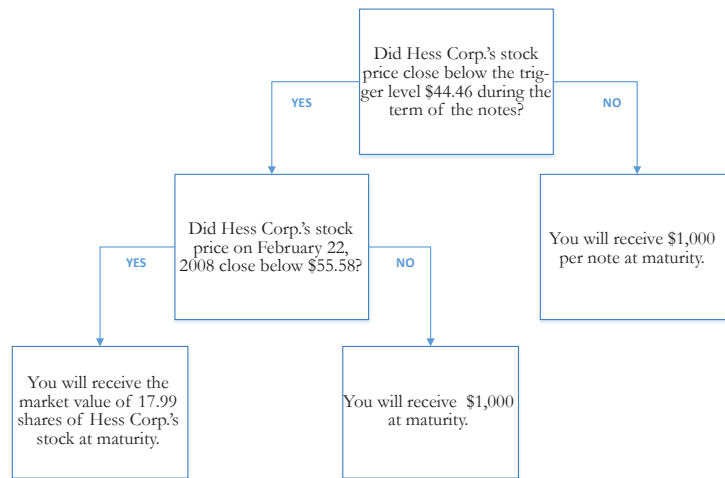 Did Hess Corp.'s stock
price close below the trig-
ger level $44.46 during the
term of the notes?
YES
NO
Did Hess Corp.'s stock
price on February 22,
2008 close below $55.58?
You will receive $1,000
per note at maturity.
YES
NO
You will receive the
market value of 17.99
shares of Hess Corp.'s
stock at maturity.
You will receive $1,000
at maturity.